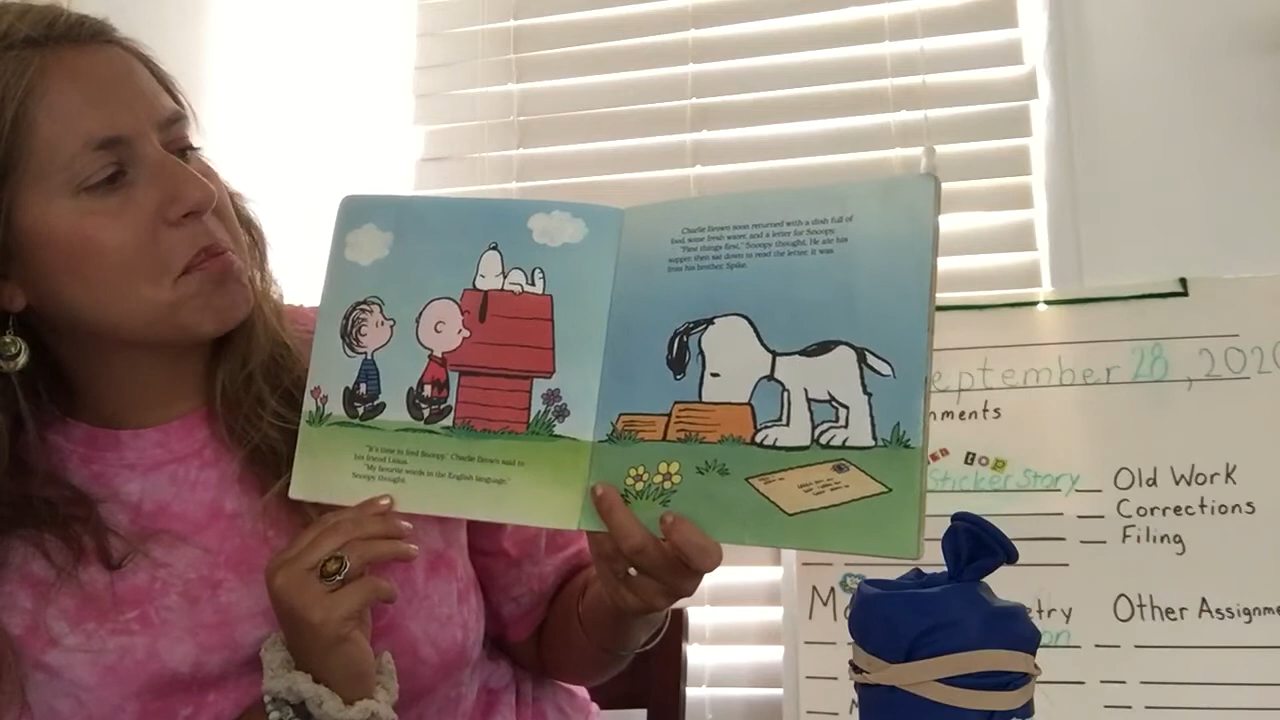 "It's time to feed Snoopy," Charlie Brown said to
his friend Linus.
"My favorite words in the English language,"
Snoopy thought.
Charlie Brown soon returned with a dish full of
food, some fresh water, and a letter for Snoopy.
"First things first," Snoopy thought. He ate his
supper, then sat down to read the letter. It was
from his brother, Spike.
eptember 28, 2020
nments
TOP
Sticker Story
Old Work
Corrections
Filing
etry
Other Assignme
on